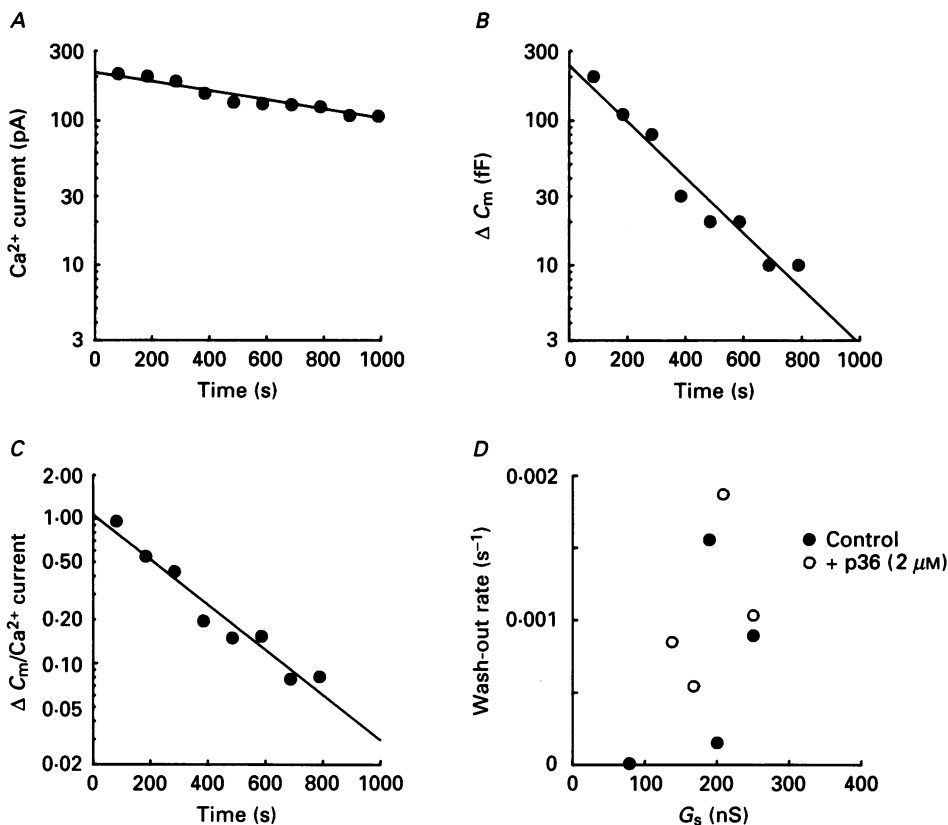 A
300
100
30
10
3
Ca²⁺ current (pA)
0 200 400 600 800 1000
Time (s)
B
300
100
30
10
3
Δ Cm (fF)
0 200 400 600 800 1000
Time (s)
C
2·00
1·00
0·50
0·20
0·10
0·05
0·02
Δ Cm/Ca²⁺ current
0 200 400 600 800 1000
Time (s)
D
0·002
0·001
0
Wash-out rate (s⁻¹)
Control
+ p36 (2 μM)
0 100 200 300 400
Gs (nS)